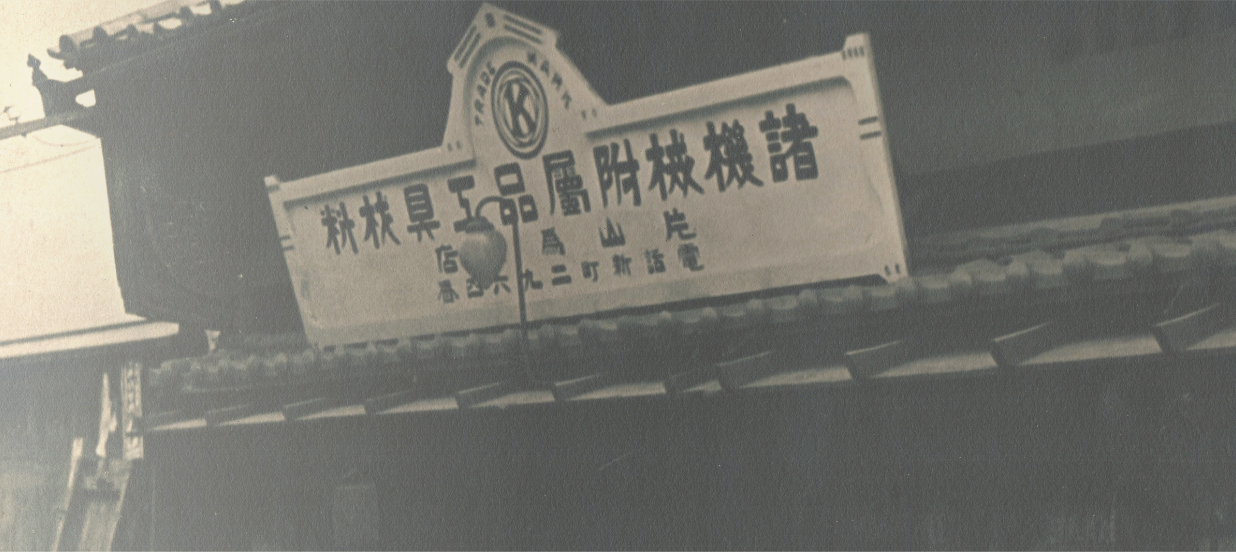 TRADE MARK
K
諸機械附屬品工具材料
片山爲 店
電話新町二九六四番